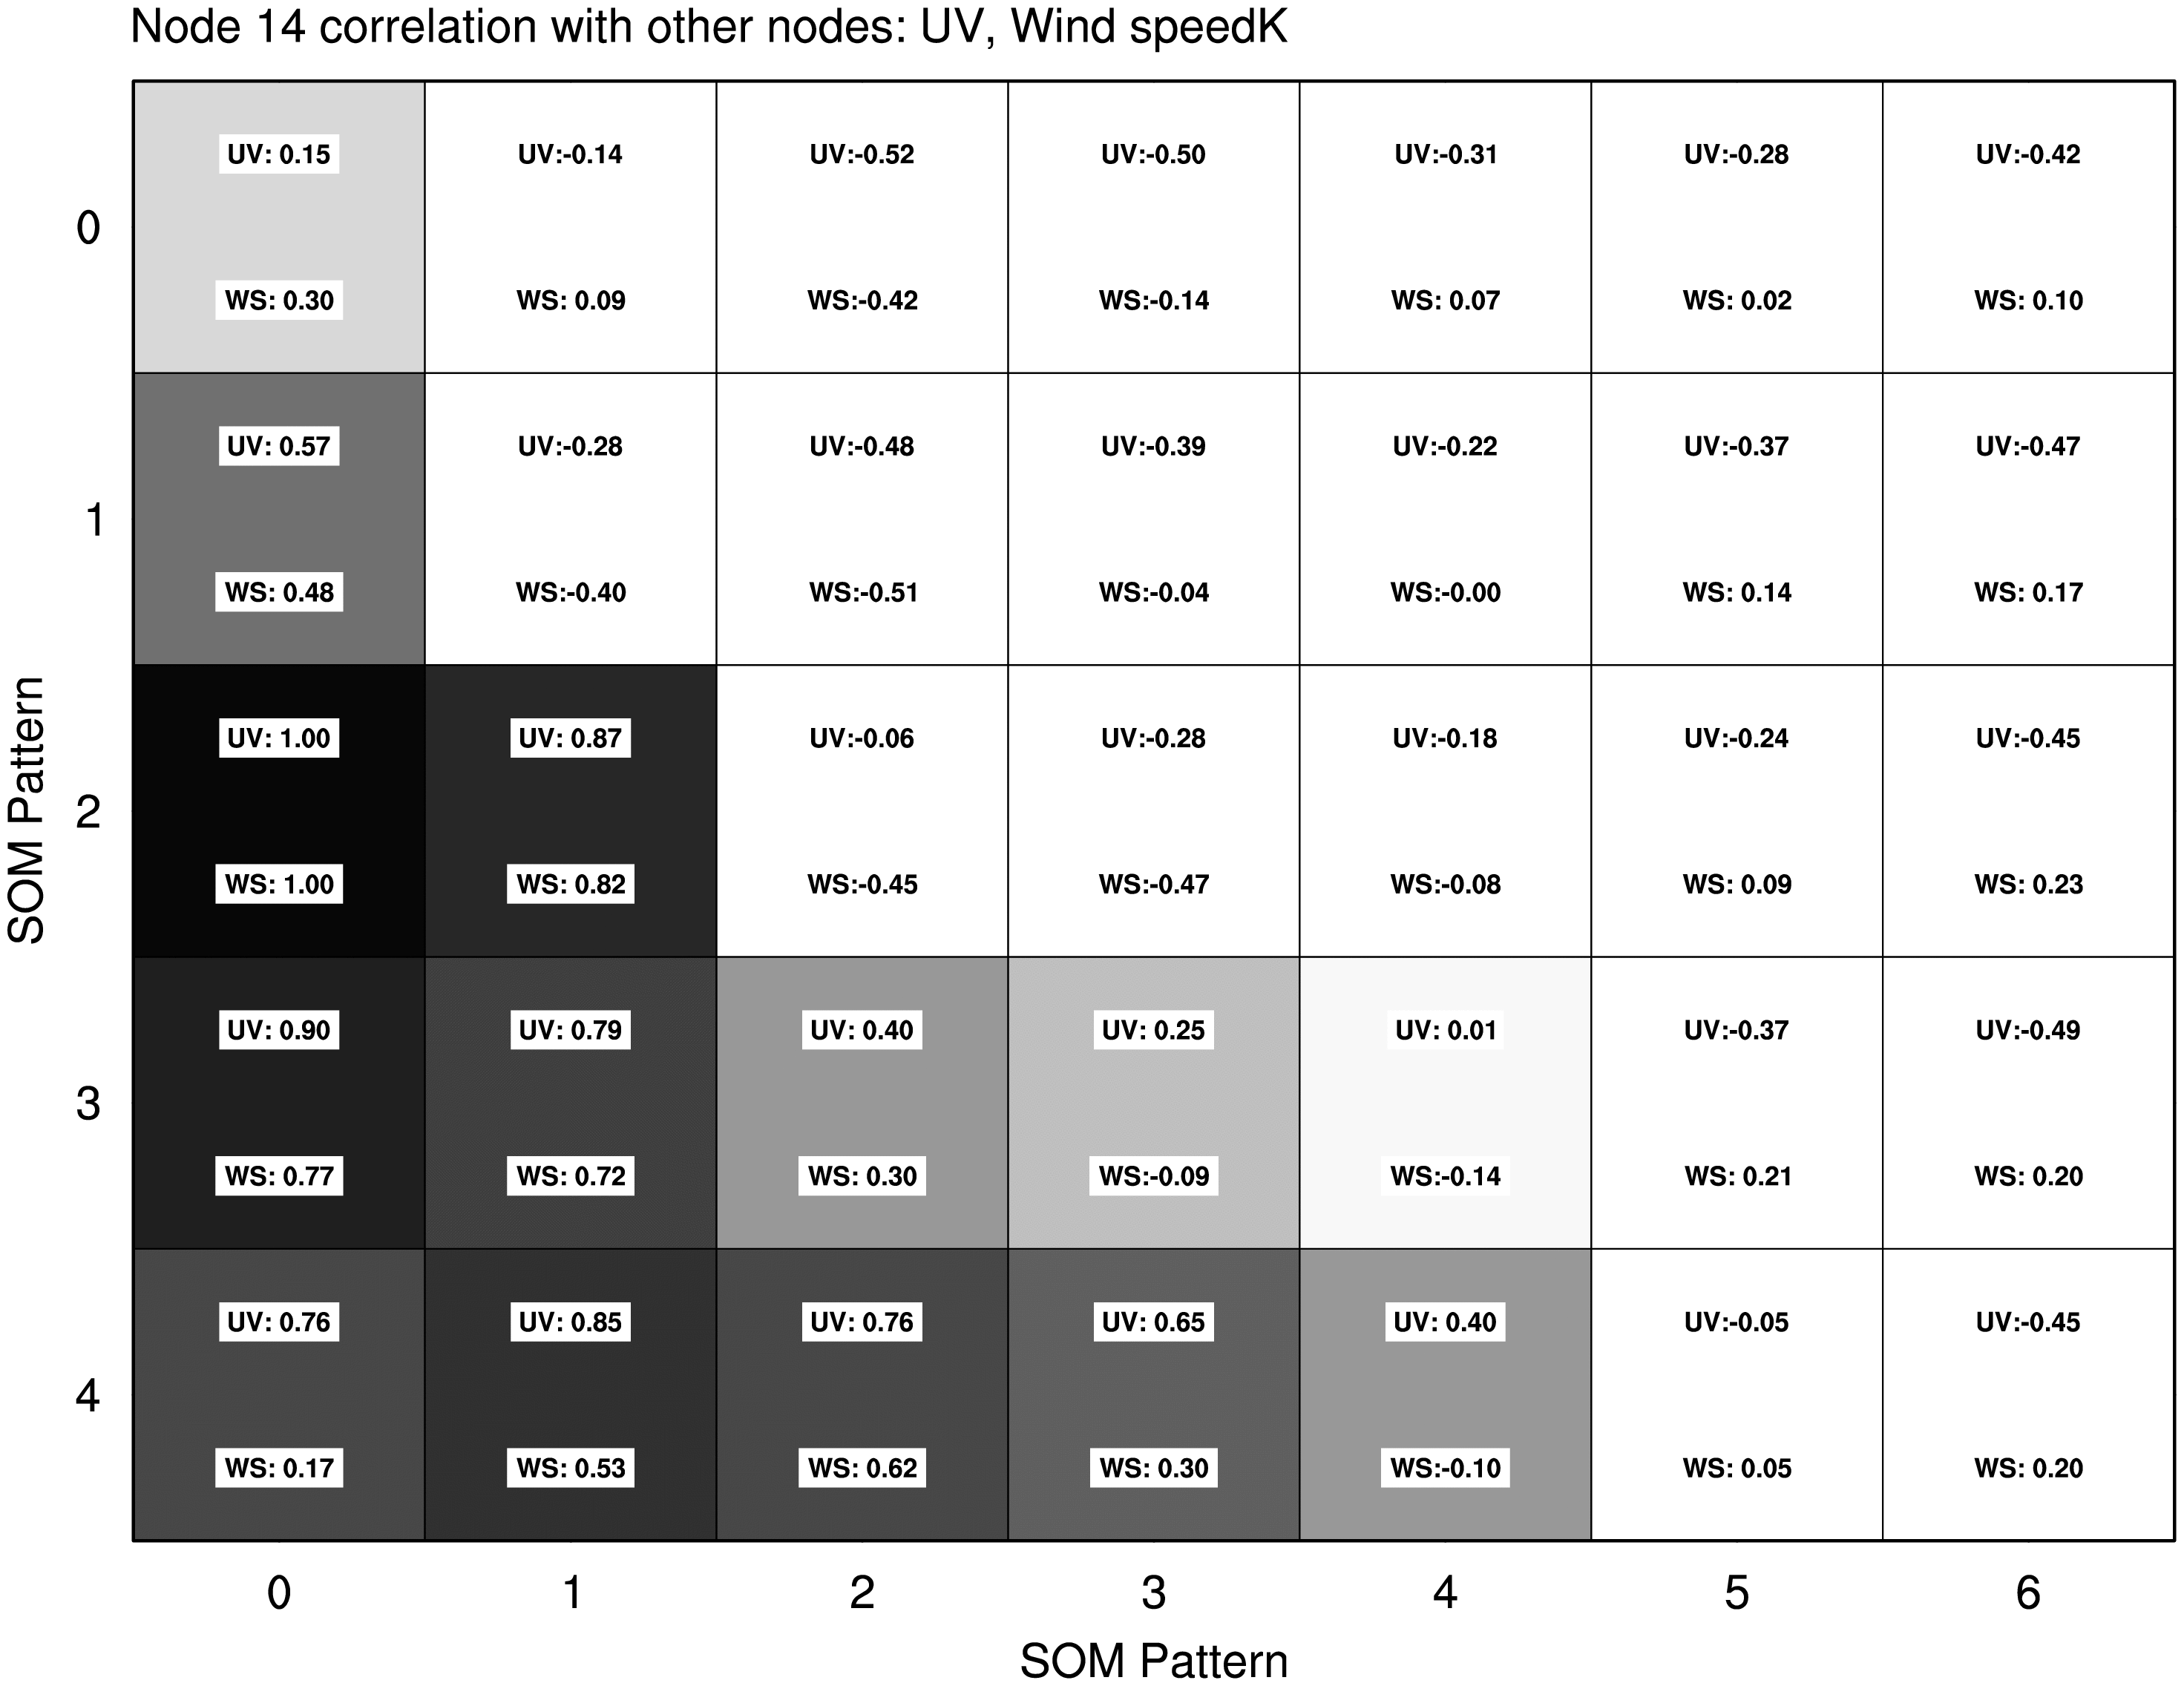 Node 14 correlation with other nodes: UV, Wind speedK
UV: 0.15 UV:-0.14 UV:-0.52 UV:-0.50 UV:-0.31 UV:-0.28 UV:-0.42
0
WS: 0.30 WS: 0.09 WS:-0.42 WS:-0.14 WS: 0.07 WS: 0.02 WS: 0.10
UV: 0.57 UV:-0.28 UV:-0.48 UV:-0.39 UV:-0.22 UV:-0.37 UV:-0.47
1
WS: 0.48 WS:-0.40 WS:-0.51 WS:-0.04 WS:-0.00 WS: 0.14 WS: 0.17
SOM Pattern
UV: 1.00 UV: 0.87 UV:-0.06 UV:-0.28 UV:-0.18 UV:-0.24 UV:-0.45
2
WS: 1.00 WS: 0.82 WS:-0.45 WS:-0.47 WS:-0.08 WS: 0.09 WS: 0.23
UV: 0.90 UV: 0.79 UV: 0.40 UV: 0.25 UV: 0.01 UV:-0.37 UV:-0.49
3
WS: 0.77 WS: 0.72 WS: 0.30 WS:-0.09 WS:-0.14 WS: 0.21 WS: 0.20
UV: 0.76 UV: 0.85 UV: 0.76 UV: 0.65 UV: 0.40 UV:-0.05 UV:-0.45
4
WS: 0.17 WS: 0.53 WS: 0.62 WS: 0.30 WS:-0.10 WS: 0.05 WS: 0.20
0 1 2 3 4 5 6
SOM Pattern